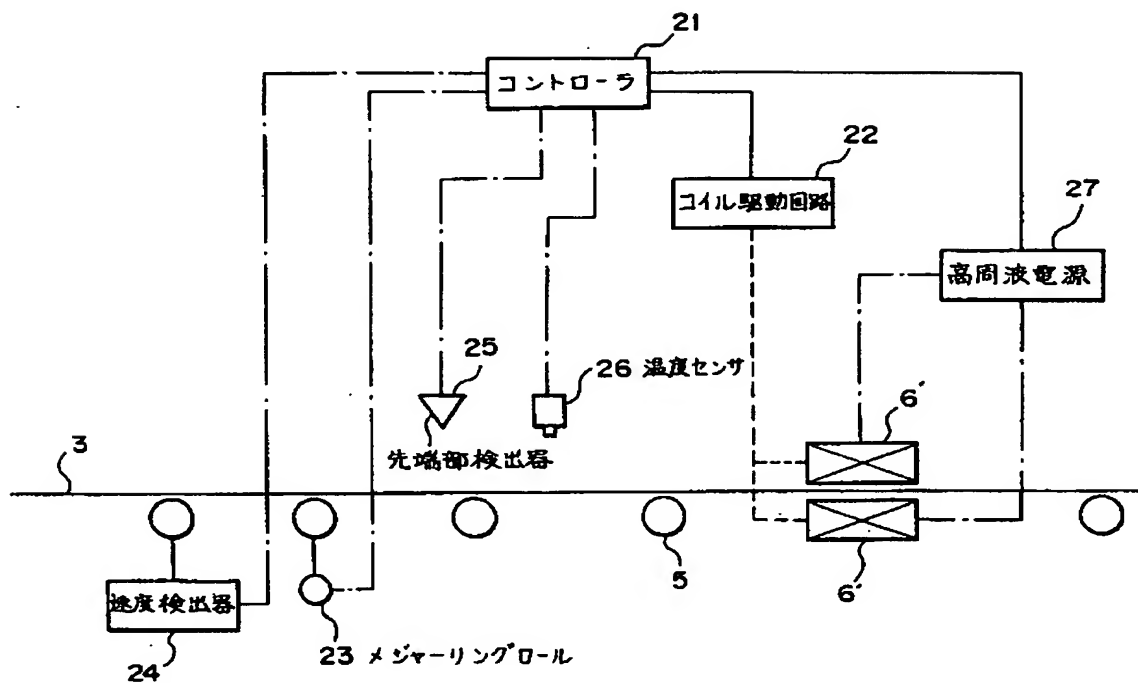 21
コントローラ
22
コイル駆動回路
27
高周波電源
25
先端部検出器
26 温度センサ
6'
3
5
6'
速度検出器
24
23 メジャーリングロール